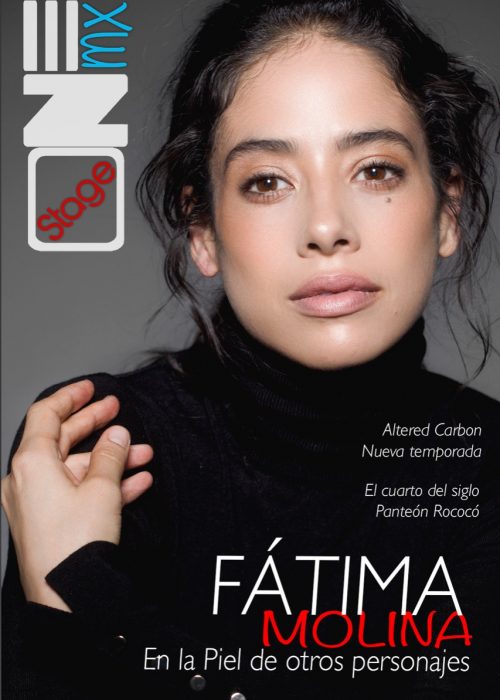 ONE
mx
stage
Altered Carbon
Nueva temporada
El cuarto del siglo
Panteón Rococó
FÁTIMA
MOLINA
En la Piel de otros personajes